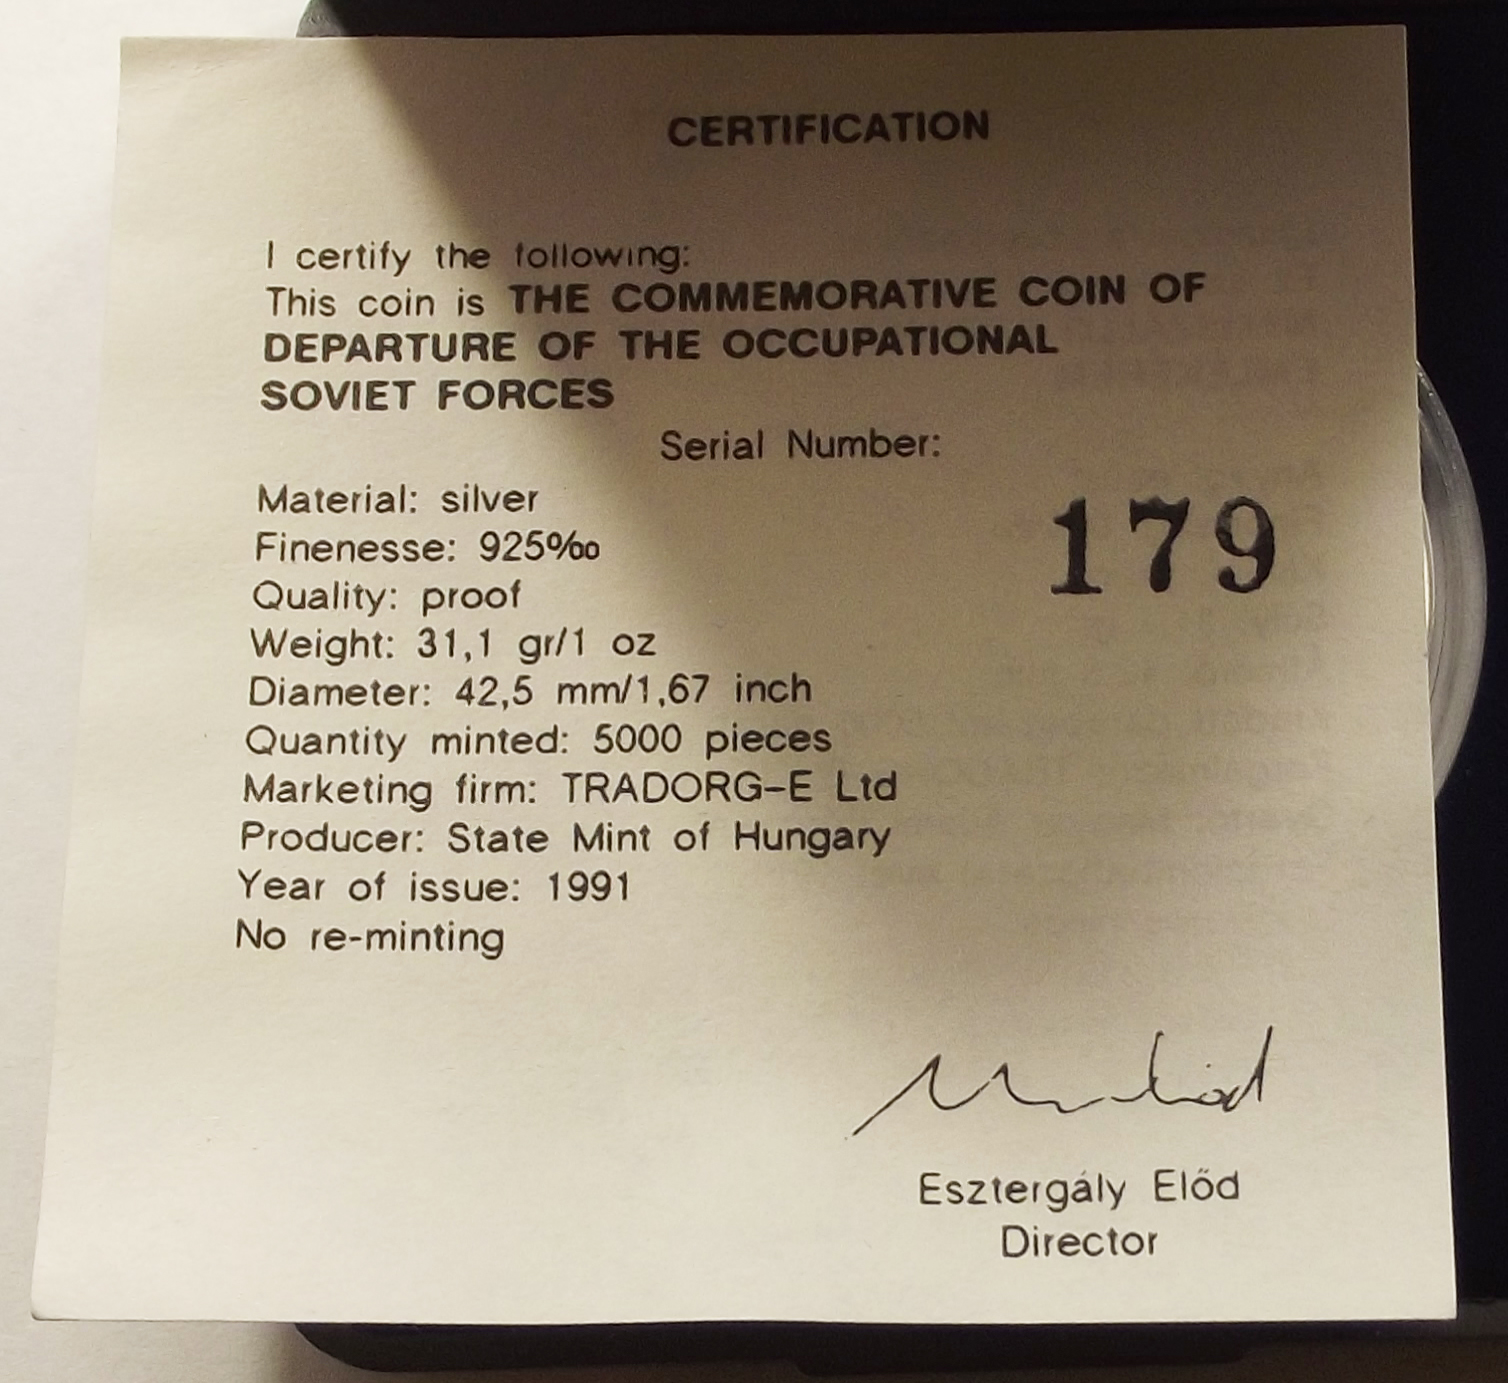 CERTIFICATION
I certify the following:
This coin is THE COMMEMORATIVE COIN OF
DEPARTURE OF THE OCCUPATIONAL
SOVIET FORCES
Serial Number:
179
Material: silver
Finenesse: 925‰
Quality: proof
Weight: 31,1 gr/1 oz
Diameter: 42,5 mm/1,67 inch
Quantity minted: 5000 pieces
Marketing firm: TRADORG-E Ltd
Producer: State Mint of Hungary
Year of issue: 1991
No re-minting
Esztergály Előd
Director